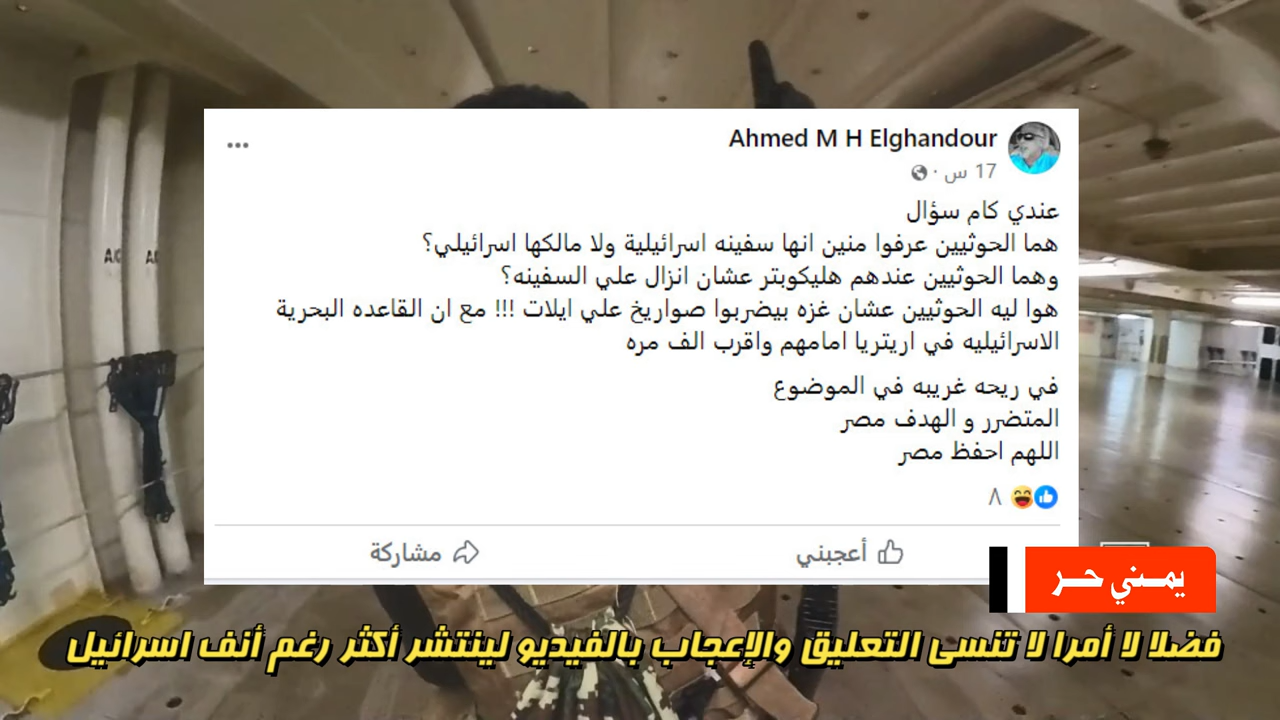 Ahmed M H Elghandour
17 س
عندي كام سؤال
هما الحوثيين عرفوا منين انها سفينه اسرائيلية ولا مالكها اسرائيلي؟
وهما الحوثيين عندهم هليكوبتر عشان انزال علي السفينه؟
هوا ليه الحوثيين عشان غزه بيضربوا صواريخ علي ايلات !!! مع ان القاعده البحرية
الاسرائيليه في اريتريا امامهم واقرب الف مره
في ريحه غريبه في الموضوع
المتضرر و الهدف مصر
اللهم احفظ مصر
٨
أعجبني
مشاركة
يمني حر
فضلا لا أمرا لا تنسى التعليق والإعجاب بالفيديو لينتشر أكثر رغم أنف اسرائيل